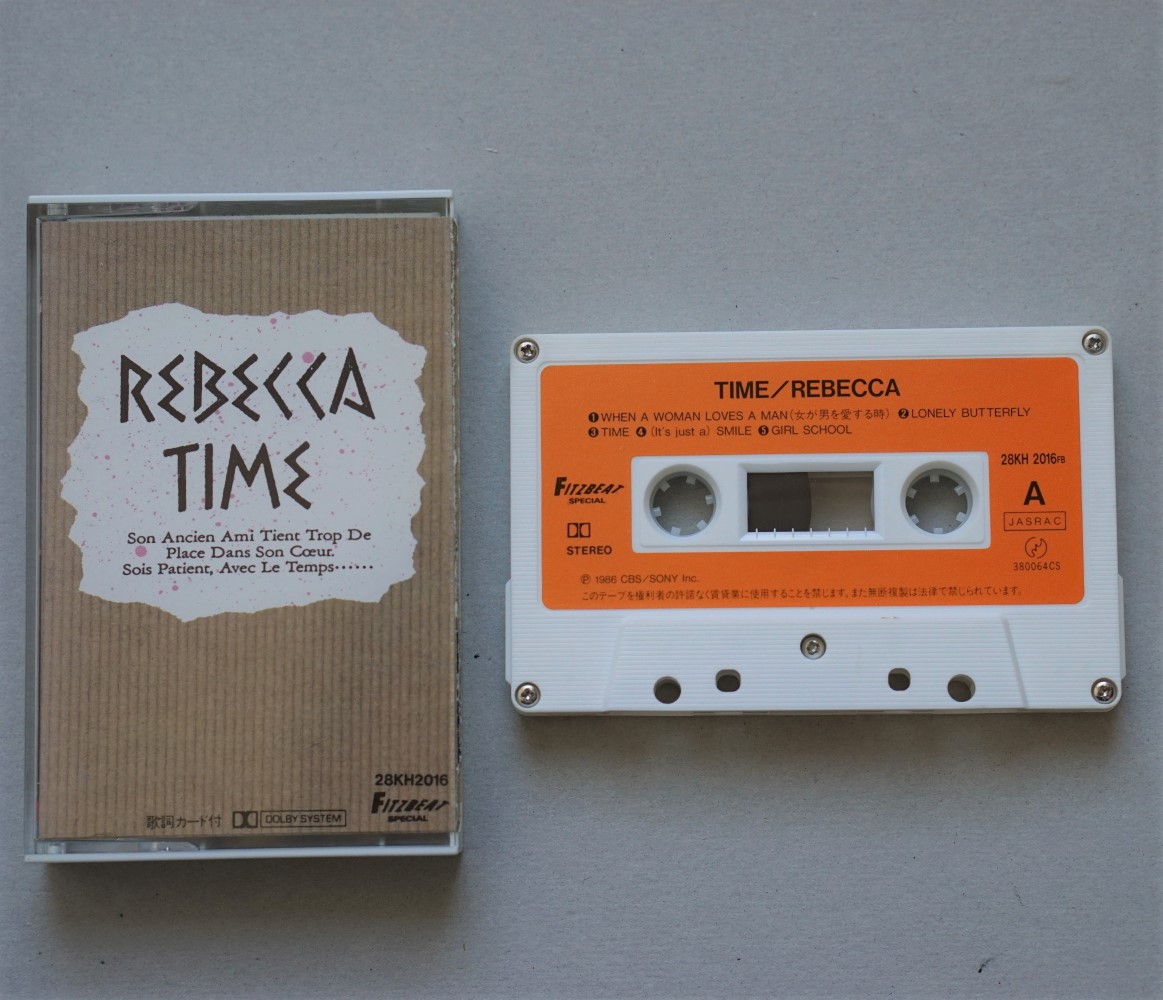 REBECCA
TIME
Son Ancien Ami Tient Trop De
Place Dans Son Cœur.
Sois Patient, Avec Le Temps······
28KH2016
FITZBEAT
SPECIAL
歌詞カード付 DOLBY SYSTEM
TIME/REBECCA
❶WHEN A WOMAN LOVES A MAN(女が男を愛する時) ❷LONELY BUTTERFLY
❸TIME ❹(It's just a) SMILE ❺GIRL SCHOOL
28KH 2016FB
FITZBEAT
SPECIAL
A
JASRAC
STEREO
380064CS
Ⓟ 1986 CBS/SONY Inc.
このテープを権利者の許諾なく賃貸業に使用することを禁じます。また無断複製は法律で禁じられています。